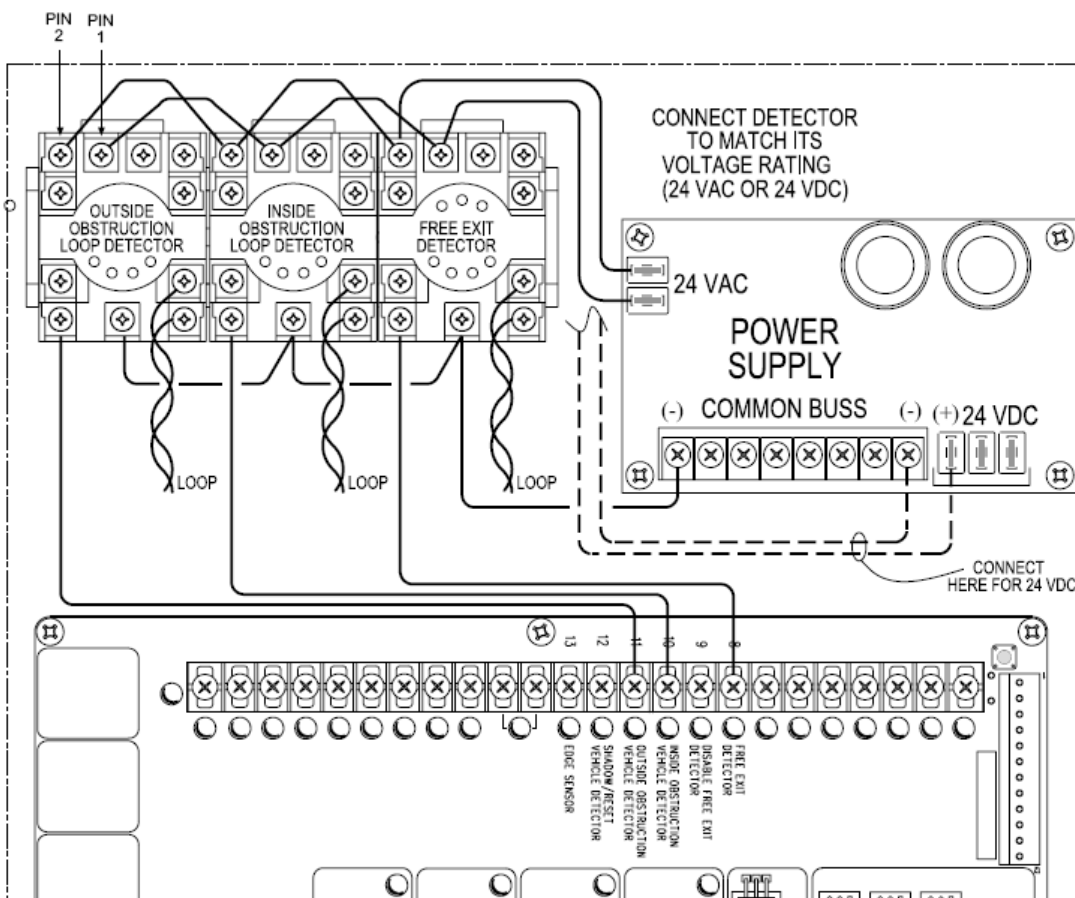 PIN
2
PIN
1
CONNECT DETECTOR
TO MATCH ITS
VOLTAGE RATING
(24 VAC OR 24 VDC)
OUTSIDE
OBSTRUCTION
LOOP DETECTOR
INSIDE
OBSTRUCTION
LOOP DETECTOR
FREE EXIT
DETECTOR
24 VAC
POWER
SUPPLY
(-) COMMON BUSS (-) (+) 24 VDC
LOOP
LOOP
LOOP
CONNECT
HERE FOR 24 VDC
13
12
11
10
9
8
EDGE SENSOR
SHADOW/RESET
VEHICLE DETECTOR
OUTSIDE OBSTRUCTION
VEHICLE DETECTOR
INSIDE OBSTRUCTION
VEHICLE DETECTOR
DISABLE FREE EXIT
DETECTOR
FREE EXIT
DETECTOR